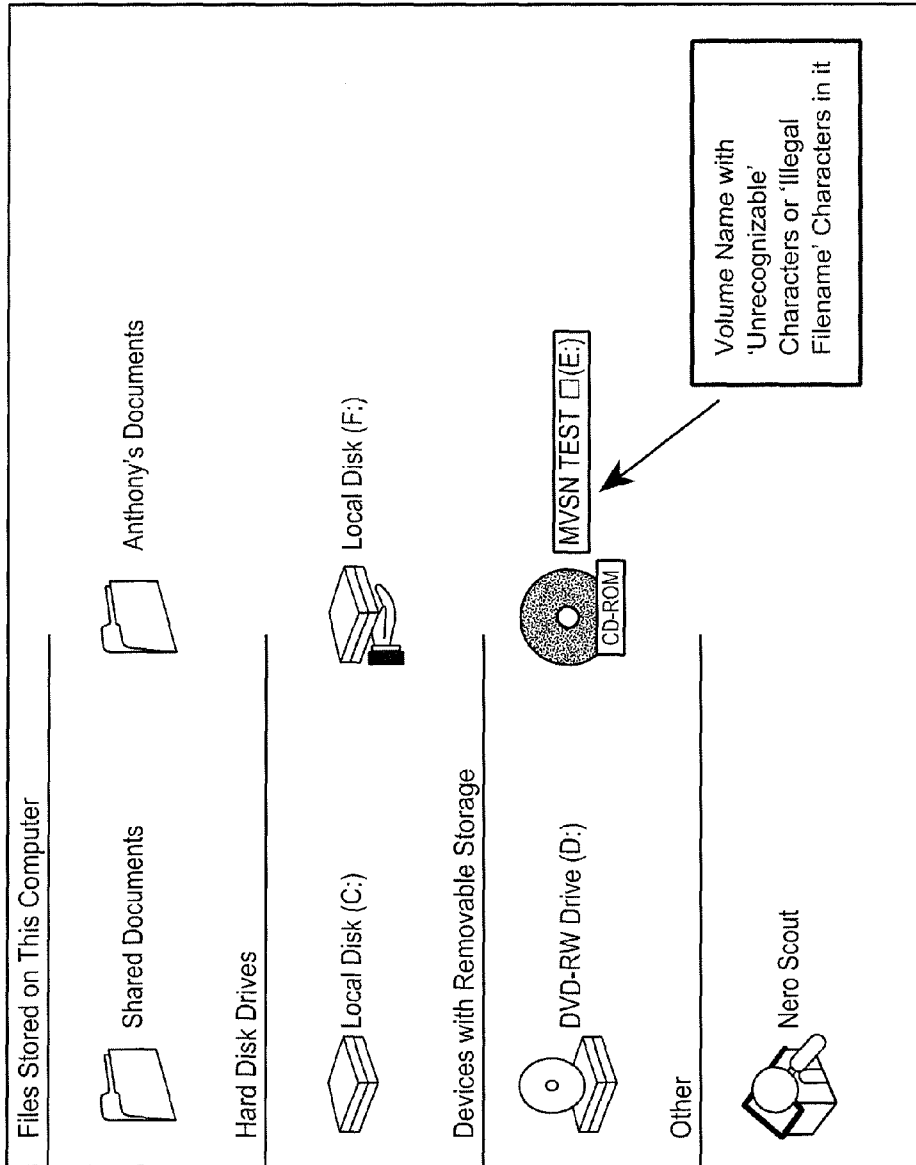 Files Stored on This Computer
Shared Documents
Anthony's Documents
Hard Disk Drives
Local Disk (C:)
Local Disk (F:)
Devices with Removable Storage
DVD-RW Drive (D:)
CD-ROM
MVSN TEST □(E:)
Volume Name with
'Unrecognizable'
Characters or 'Illegal
Filename' Characters in it
Other
Nero Scout